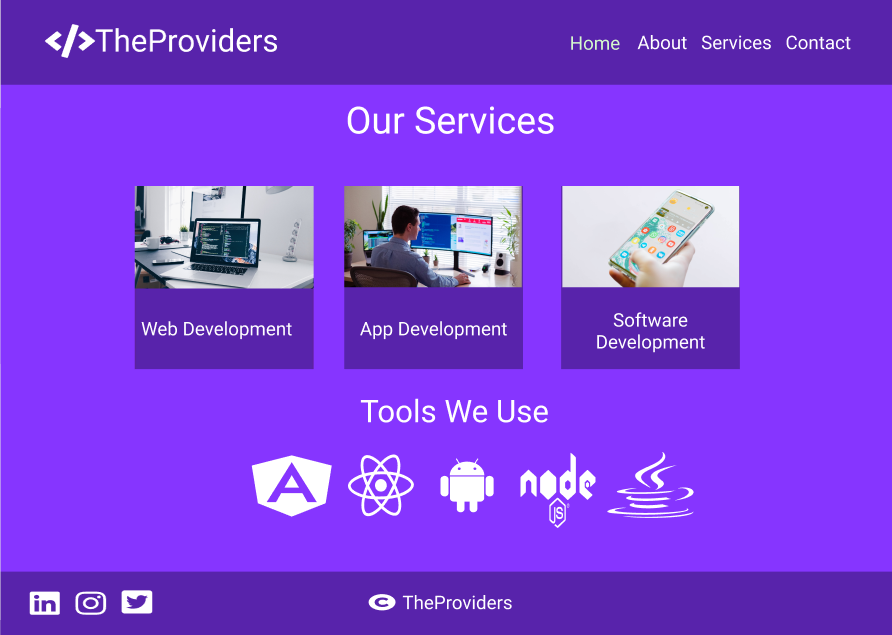 </>TheProviders
Home About Services Contact
Our Services
Web Development
App Development
Software
Development
Tools We Use
A
node
JS
in
© TheProviders